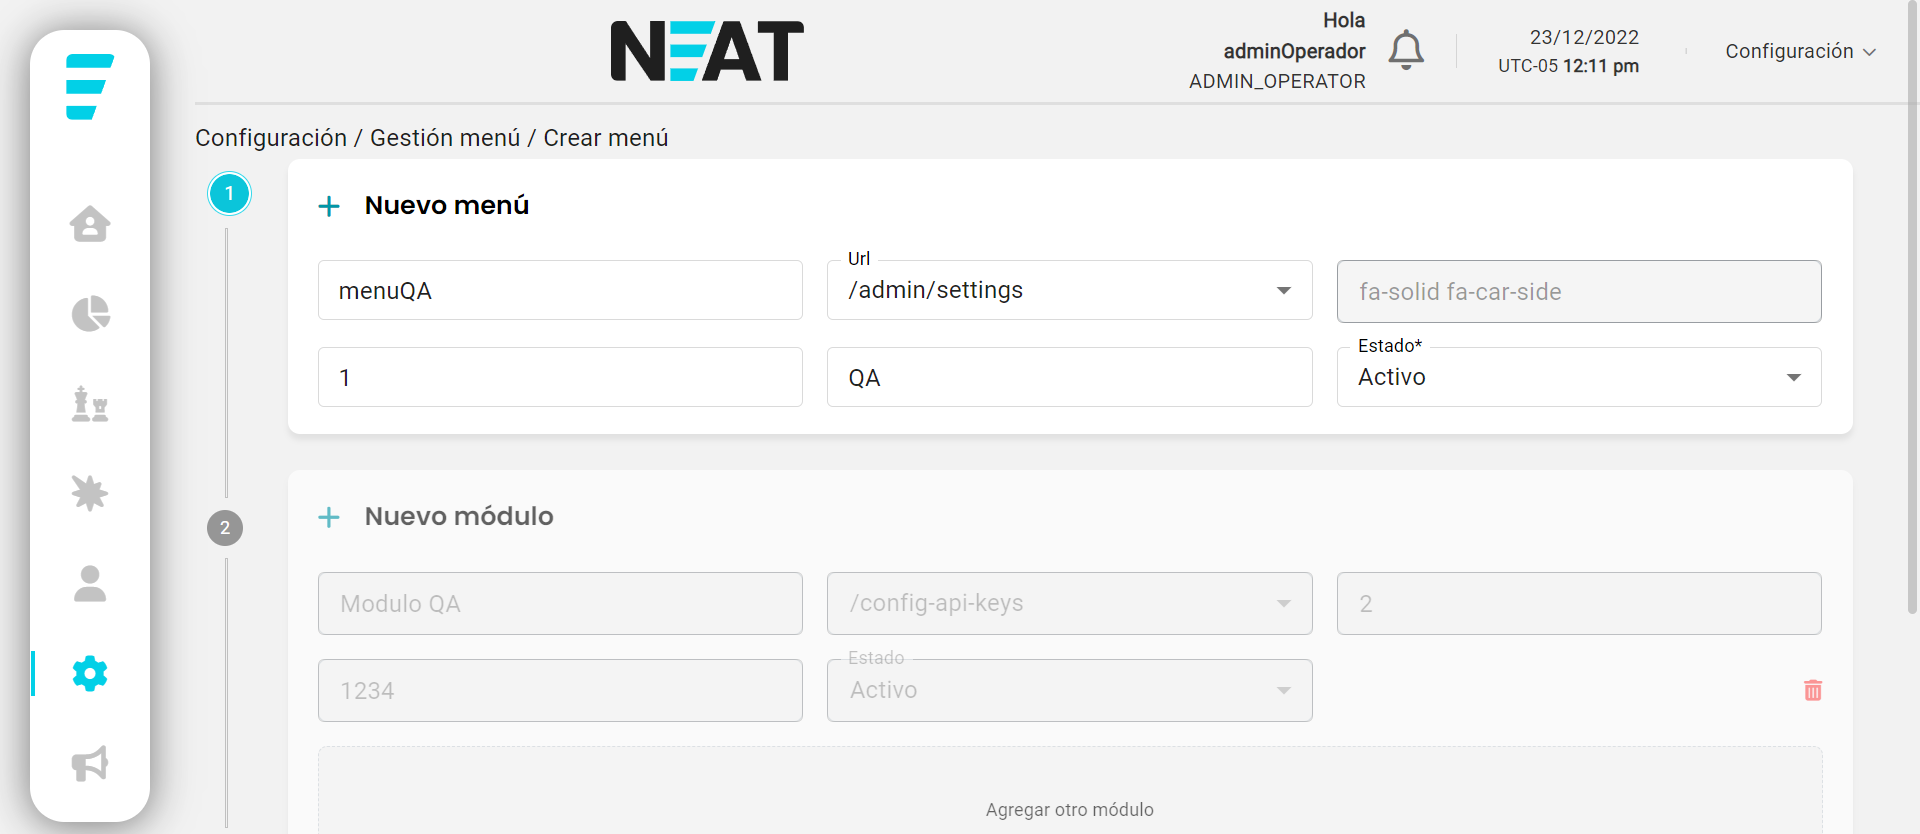 NEAT
Hola
adminOperador
ADMIN_OPERATOR
23/12/2022
UTC-05 12:11 pm
Configuración
Configuración / Gestión menú / Crear menú
1
Nuevo menú
menuQA
Url
/admin/settings
fa-solid fa-car-side
1
QA
Estado*
Activo
2
Nuevo módulo
Modulo QA
/config-api-keys
2
1234
Estado
Activo
Agregar otro módulo